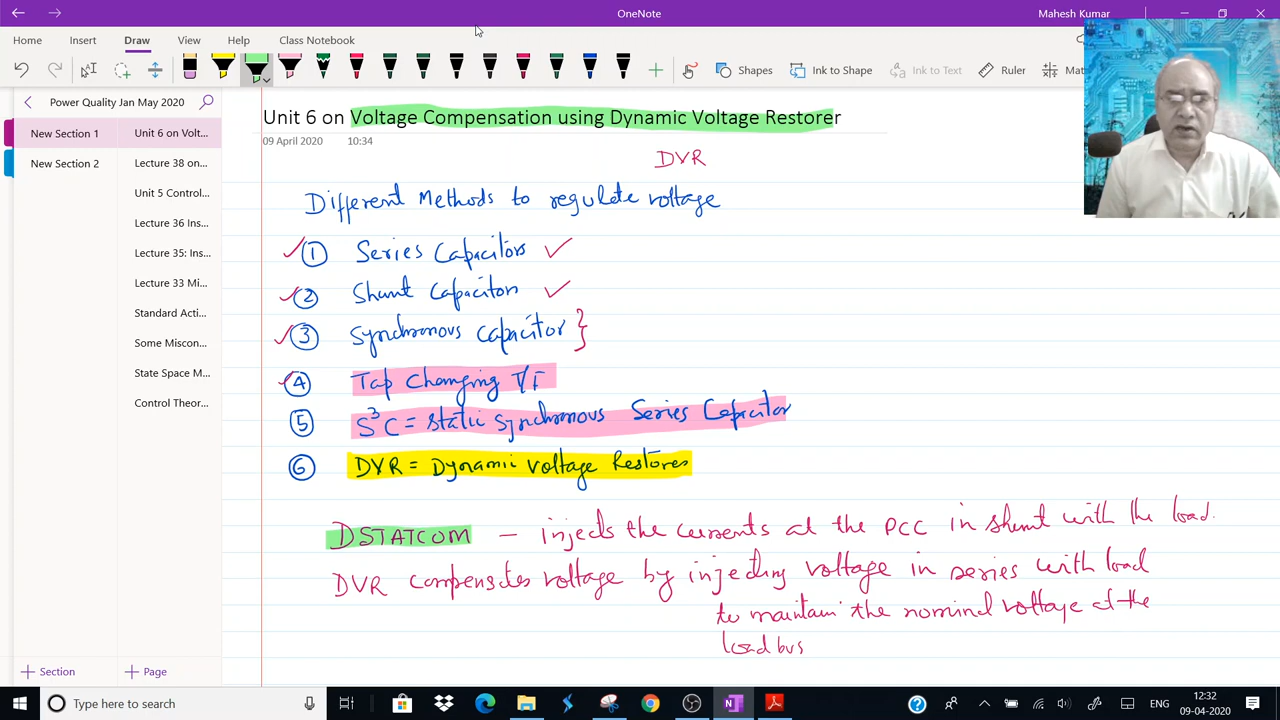 OneNote
Mahesh Kumar
Home Insert Draw View Help Class Notebook
Shapes Ink to Shape Ink to Text Ruler Mat
Power Quality Jan May 2020
New Section 1
New Section 2
Unit 6 on Volt...
Lecture 38 on
Unit 5 Control...
Lecture 36 Ins...
Lecture 35: Ins...
Lecture 33 Mi...
Standard Acti...
Some Miscon...
State Space M...
Control Theor...
Section
Page
Unit 6 on Voltage Compensation using Dynamic Voltage Restorer
09 April 2020 10:34
DVR
Different Methods to regulate voltage
① Series Capacitors
② Shunt Capacitors
③ Synchronous Capacitor }
④ Tap Changing T/F
⑤ S³C = Static Synchronous Series Capacitor
⑥ DVR = Dynamic Voltage Restorer
DSTATCOM – injects the currents at the PCC in shunt with the load.
DVR compensates voltage by injecting voltage in series with load
to maintain the nominal voltage at the
load bus
Type here to search
ENG
12:32
09-04-2020